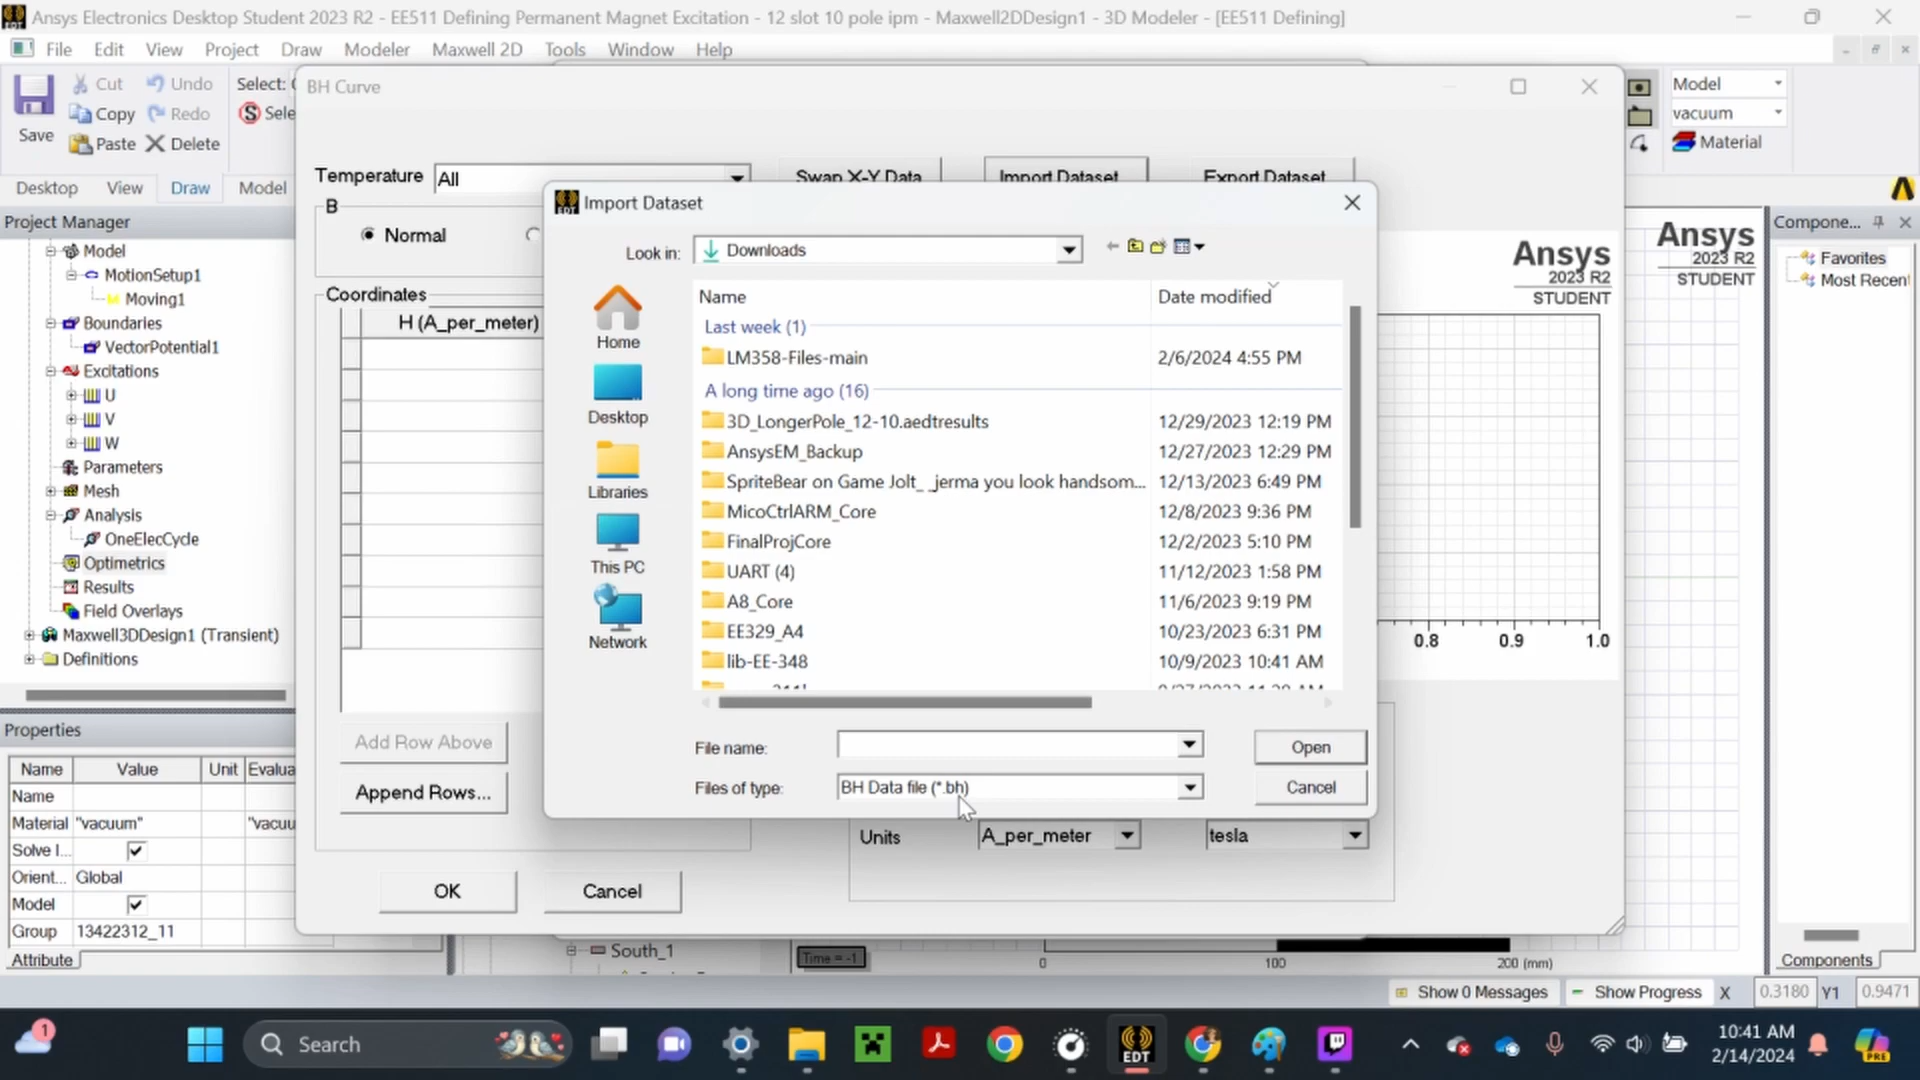 Ansys Electronics Desktop Student 2023 R2 - EE511 Defining Permanent Magnet Excitation - 12 slot 10 pole ipm - Maxwell2DDesign1 - 3D Modeler - [EE511 Defining]
File Edit View Project Draw Modeler Maxwell 2D Tools Window Help
Save
Cut
Copy
Paste
Undo
Redo
Delete
Select:
Sele
Model
vacuum
Material
Desktop View Draw Model
BH Curve
Temperature All
Swap X-Y Data
Import Dataset
Export Dataset
B
Normal
Coordinates
H (A_per_meter)
Add Row Above
Append Rows...
OK
Cancel
Project Manager
Model
MotionSetup1
Moving1
Boundaries
VectorPotential1
Excitations
U
V
W
Parameters
Mesh
Analysis
OneElecCycle
Optimetrics
Results
Field Overlays
Maxwell3DDesign1 (Transient)
Definitions
Properties
Name Value Unit Evalua
Name
Material "vacuum" "vacuu
Solve I...
Orient... Global
Model
Group 13422312_11
Attribute
Import Dataset
Look in: Downloads
Home
Desktop
Libraries
This PC
Network
Name Date modified
Last week (1)
LM358-Files-main 2/6/2024 4:55 PM
A long time ago (16)
3D_LongerPole_12-10.aedtresults 12/29/2023 12:19 PM
AnsysEM_Backup 12/27/2023 12:29 PM
SpriteBear on Game Jolt_ _jerma you look handsom... 12/13/2023 6:49 PM
MicoCtrlARM_Core 12/8/2023 9:36 PM
FinalProjCore 12/2/2023 5:10 PM
UART (4) 11/12/2023 1:58 PM
A8_Core 11/6/2023 9:19 PM
EE329_A4 10/23/2023 6:31 PM
lib-EE-348 10/9/2023 10:41 AM
File name:
Open
Files of type: BH Data file (*.bh)
Cancel
Units A_per_meter tesla
Ansys
2023 R2
STUDENT
0.8 0.9 1.0
Ansys
2023 R2
STUDENT
Compone...
Favorites
Most Recen
Components
South_1
Time = -1
0 100 200 (mm)
Show 0 Messages Show Progress X 0.3180 Y1 0.9471
1
Search
EDT
10:41 AM
2/14/2024
PRE